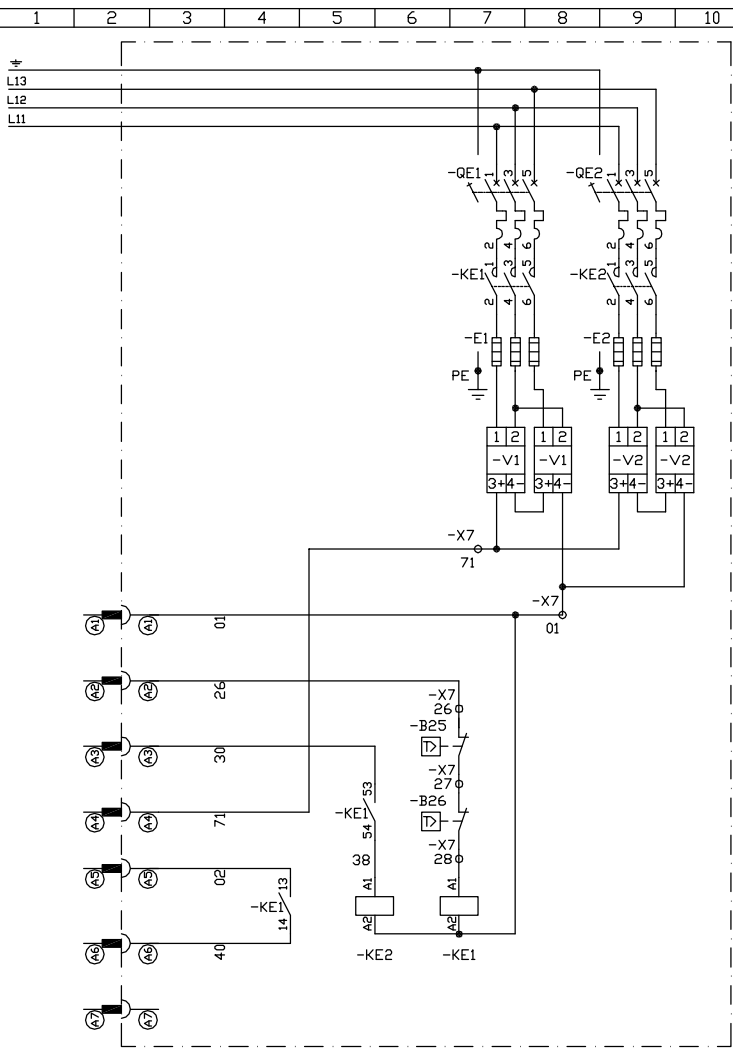 1 2 3 4 5 6 7 8 9 10
L13
L12
L11
-QE1 1 3 5 -QE2 1 3 5
2 4 6 2 4 6
-KE1 1 3 5 -KE2 1 3 5
2 4 6 2 4 6
-E1 -E2
PE PE
1 2 1 2 1 2 1 2
-V1 -V1 -V2 -V2
3+ 4- 3+ 4- 3+ 4- 3+ 4-
-X7
71
-X7
01
A1 A1 01
A2 A2 26
-X7
26
-B25
T>
A3 A3 30
-X7
27
-B26
T>
53
-KE1
54
A4 A4 71
-X7
28
38
A5 A5 02
13
-KE1
14
A1 A1
A2 A2
A6 A6 40
-KE2 -KE1
A7 A7